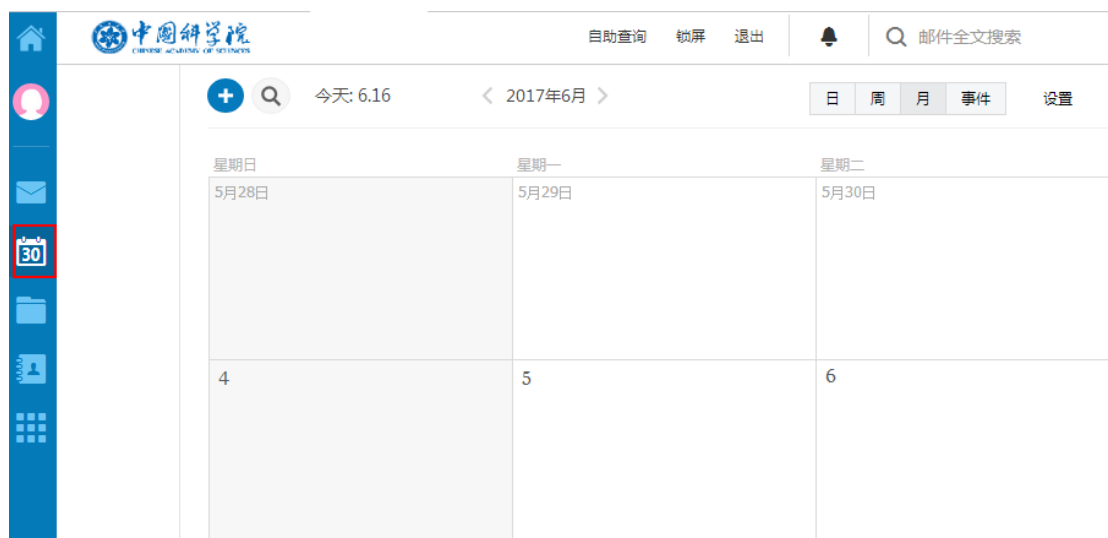 中国科学院
CHINESE ACADEMY OF SCIENCES
自助查询 锁屏 退出 邮件全文搜索
今天: 6.16 2017年6月 日 周 月 事件 设置
星期日 星期一 星期二
5月28日 5月29日 5月30日
30
4 5 6